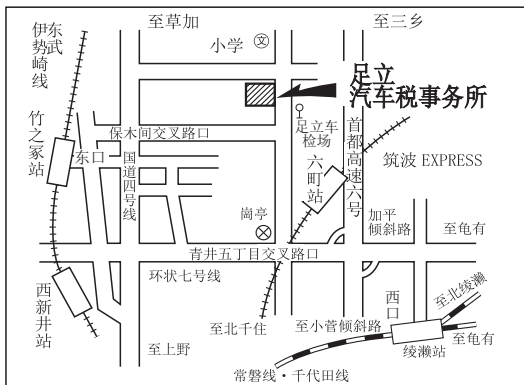 至草加
至三乡
东武
伊势崎线
小学
文
足立
汽车税事务所
竹之冢站
东口
保木间交叉路口
足立车
检场
国道四号线
首都高速六号
六町站
筑波 EXPRESS
崗亭
加平
倾斜路
至龟有
青井五丁目交叉路口
环状七号线
西新井站
西口
至北绫濑
至北千住
至小菅倾斜路
至上野
绫濑站
至龟有
常磐线・千代田线